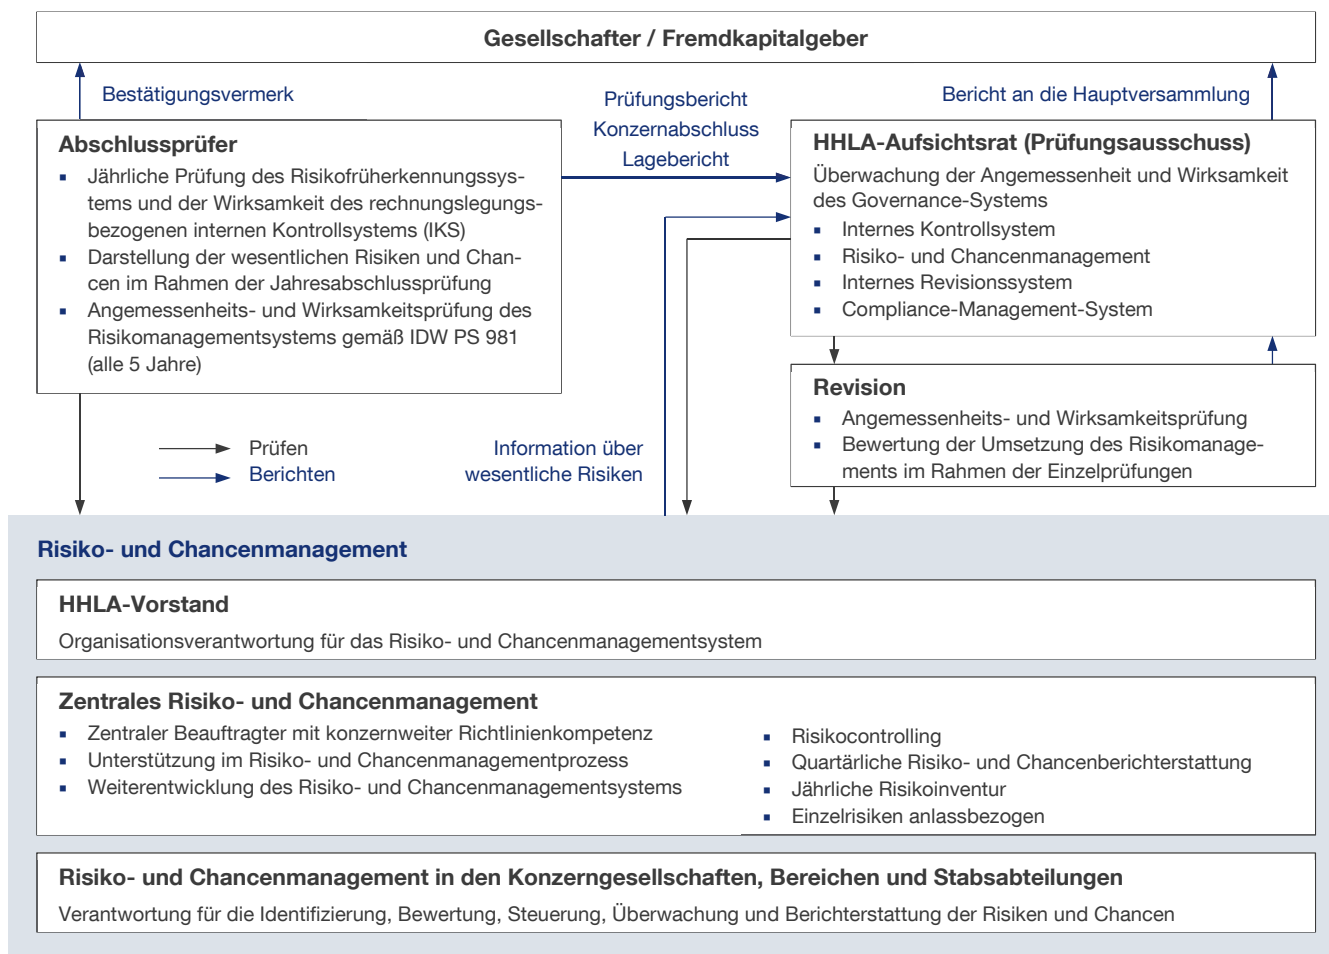 Gesellschafter / Fremdkapitalgeber
Bestätigungsvermerk
Prüfungsbericht
Konzernabschluss
Lagebericht
Bericht an die Hauptversammlung
Abschlussprüfer
▪ Jährliche Prüfung des Risikofrüherkennungssys-
tems und der Wirksamkeit des rechnungslegungs-
bezogenen internen Kontrollsystems (IKS)
▪ Darstellung der wesentlichen Risiken und Chan-
cen im Rahmen der Jahresabschlussprüfung
▪ Angemessenheits- und Wirksamkeitsprüfung des
Risikomanagementsystems gemäß IDW PS 981
(alle 5 Jahre)
HHLA-Aufsichtsrat (Prüfungsausschuss)
Überwachung der Angemessenheit und Wirksamkeit
des Governance-Systems
▪ Internes Kontrollsystem
▪ Risiko- und Chancenmanagement
▪ Internes Revisionssystem
▪ Compliance-Management-System
Revision
▪ Angemessenheits- und Wirksamkeitsprüfung
▪ Bewertung der Umsetzung des Risikomanage-
ments im Rahmen der Einzelprüfungen
Prüfen
Berichten
Information über
wesentliche Risiken
Risiko- und Chancenmanagement
HHLA-Vorstand
Organisationsverantwortung für das Risiko- und Chancenmanagementsystem
Zentrales Risiko- und Chancenmanagement
▪ Zentraler Beauftragter mit konzernweiter Richtlinienkompetenz
▪ Unterstützung im Risiko- und Chancenmanagementprozess
▪ Weiterentwicklung des Risiko- und Chancenmanagementsystems
▪ Risikocontrolling
▪ Quartärliche Risiko- und Chancenberichterstattung
▪ Jährliche Risikoinventur
▪ Einzelrisiken anlassbezogen
Risiko- und Chancenmanagement in den Konzerngesellschaften, Bereichen und Stabsabteilungen
Verantwortung für die Identifizierung, Bewertung, Steuerung, Überwachung und Berichterstattung der Risiken und Chancen